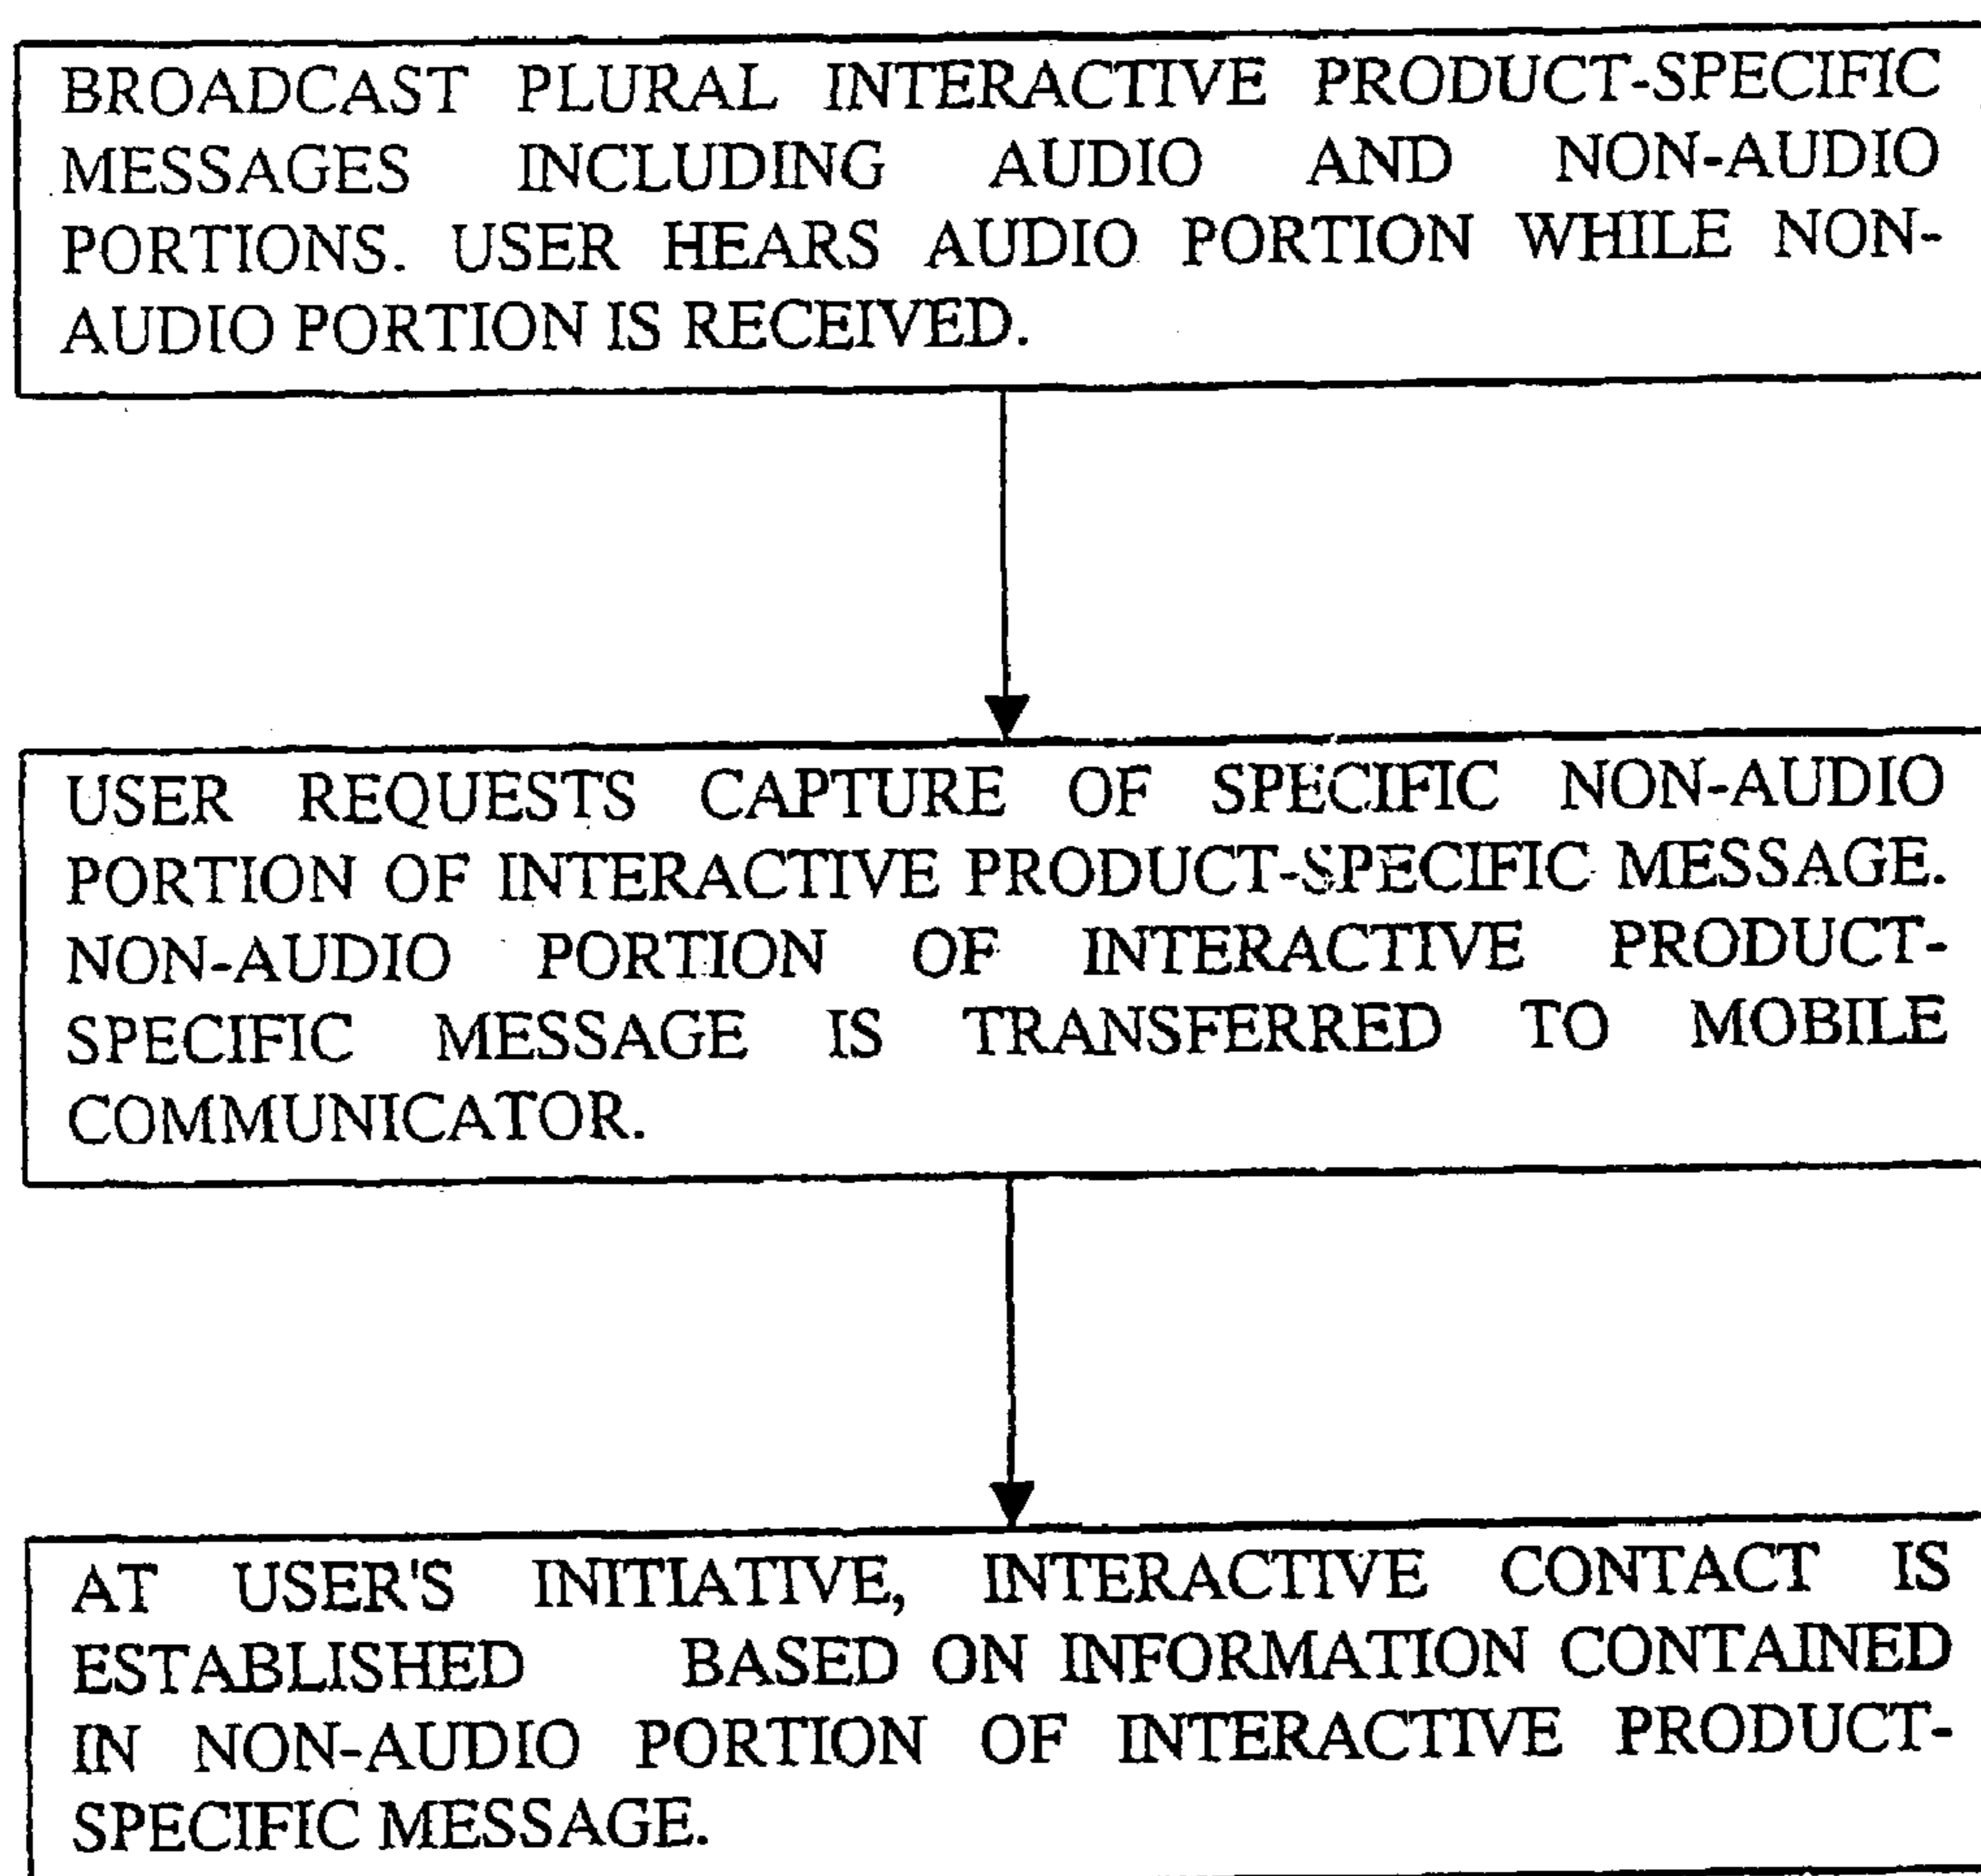 BROADCAST PLURAL INTERACTIVE PRODUCT-SPECIFIC
MESSAGES INCLUDING AUDIO AND NON-AUDIO
PORTIONS. USER HEARS AUDIO PORTION WHILE NON-
AUDIO PORTION IS RECEIVED.
USER REQUESTS CAPTURE OF SPECIFIC NON-AUDIO
PORTION OF INTERACTIVE PRODUCT-SPECIFIC MESSAGE.
NON-AUDIO PORTION OF INTERACTIVE PRODUCT-
SPECIFIC MESSAGE IS TRANSFERRED TO MOBILE
COMMUNICATOR.
AT USER'S INITIATIVE, INTERACTIVE CONTACT IS
ESTABLISHED BASED ON INFORMATION CONTAINED
IN NON-AUDIO PORTION OF INTERACTIVE PRODUCT-
SPECIFIC MESSAGE.